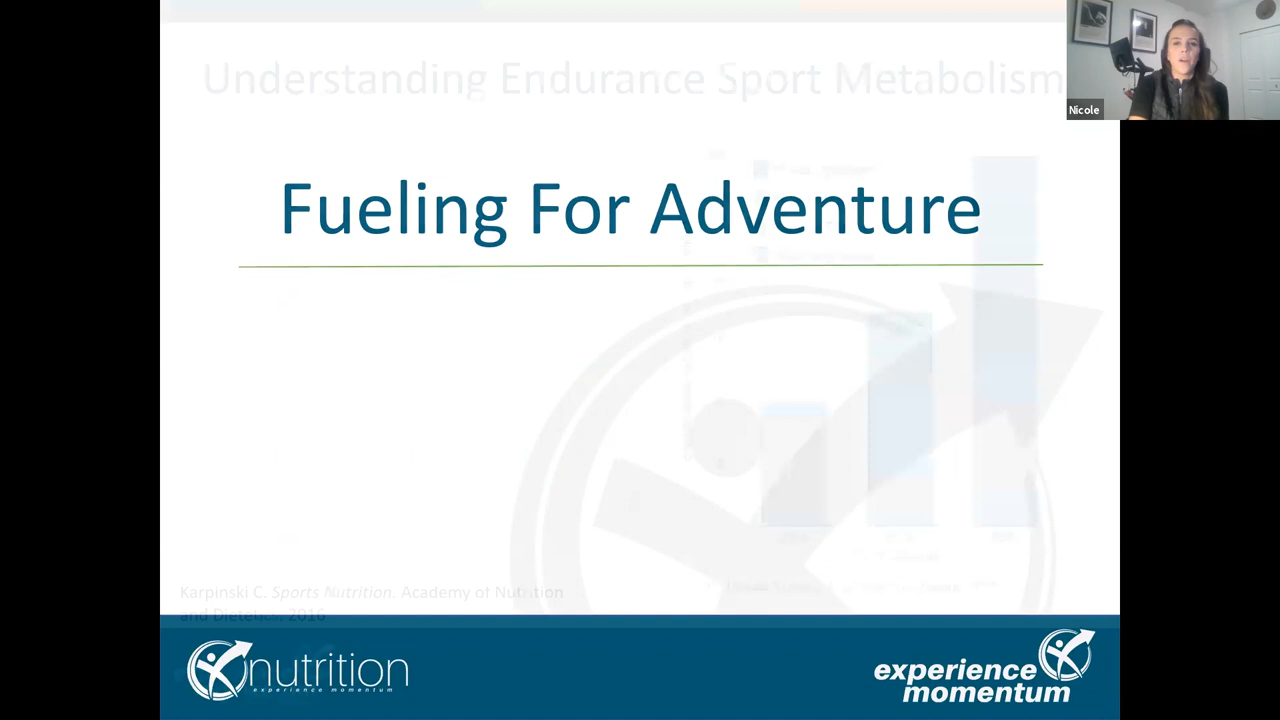 Understanding Endurance Sport Metabolism
Nicole
Fueling For Adventure
Karpinski C. Sports Nutrition. Academy of Nutrition
and Dietetics, 2016
nutrition
experience momentum
experience
momentum